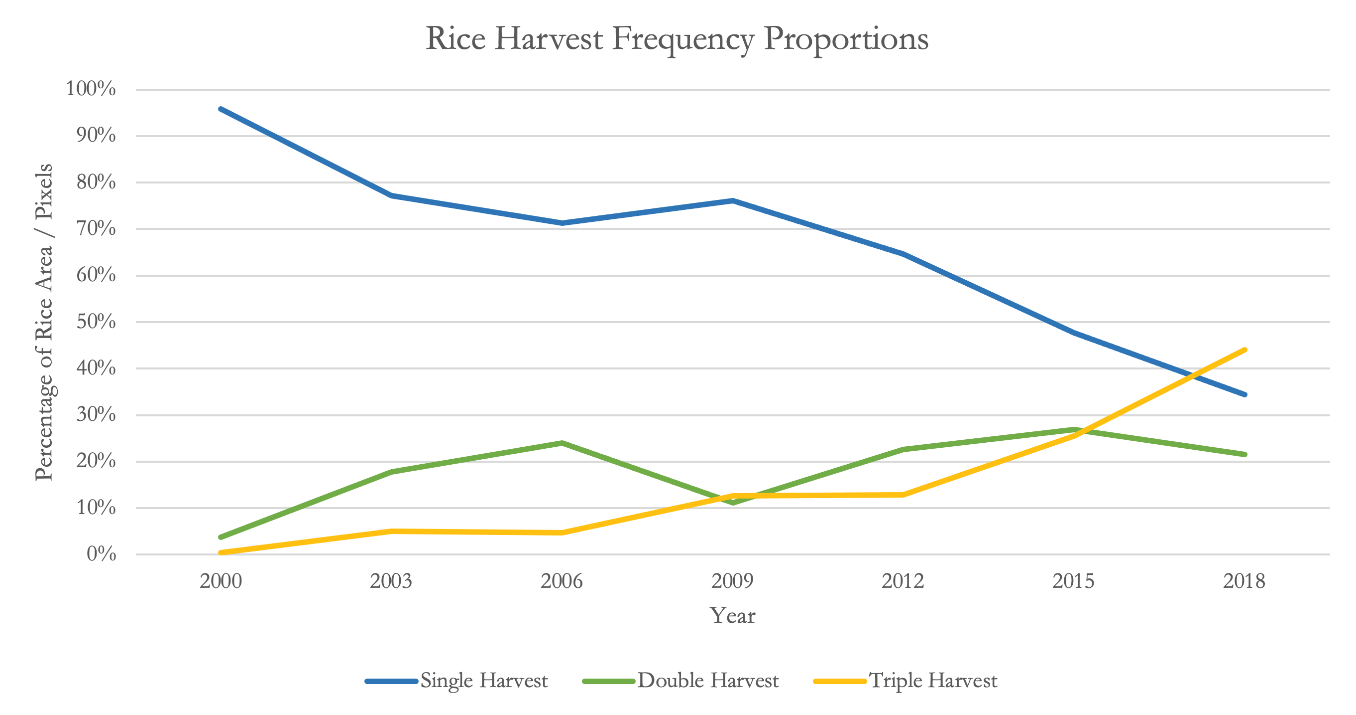 Rice Harvest Frequency Proportions
Percentage of Rice Area / Pixels
100%
90%
80%
70%
60%
50%
40%
30%
20%
10%
0%
2000 2003 2006 2009 2012 2015 2018
Year
Single Harvest Double Harvest Triple Harvest